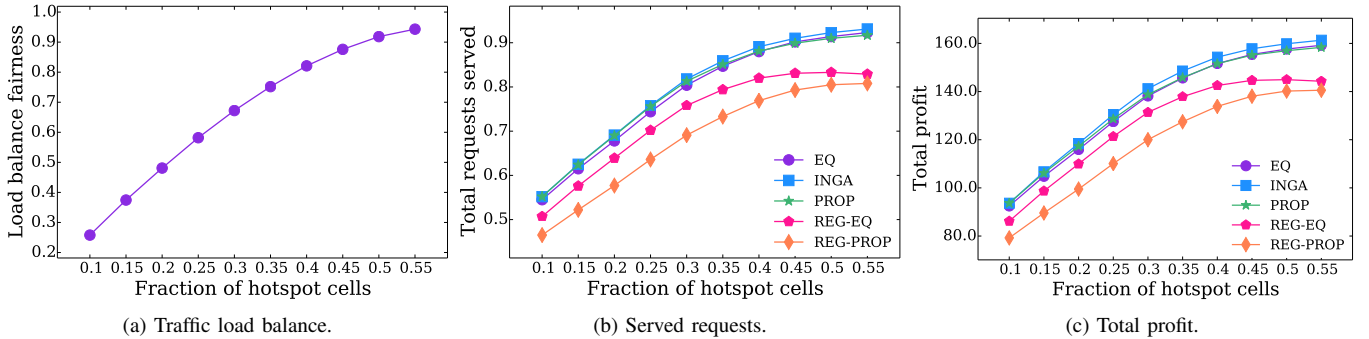 1.0
0.9
0.8
0.7
0.6
0.5
0.4
0.3
0.2
Load balance fairness
0.1 0.15 0.2 0.25 0.3 0.35 0.4 0.45 0.5 0.55
Fraction of hotspot cells
(a) Traffic load balance.
0.9
0.8
0.7
0.6
0.5
Total requests served
EQ
INGA
PROP
REG-EQ
REG-PROP
0.1 0.15 0.2 0.25 0.3 0.35 0.4 0.45 0.5 0.55
Fraction of hotspot cells
(b) Served requests.
160.0
140.0
120.0
100.0
80.0
Total profit
EQ
INGA
PROP
REG-EQ
REG-PROP
0.1 0.15 0.2 0.25 0.3 0.35 0.4 0.45 0.5 0.55
Fraction of hotspot cells
(c) Total profit.